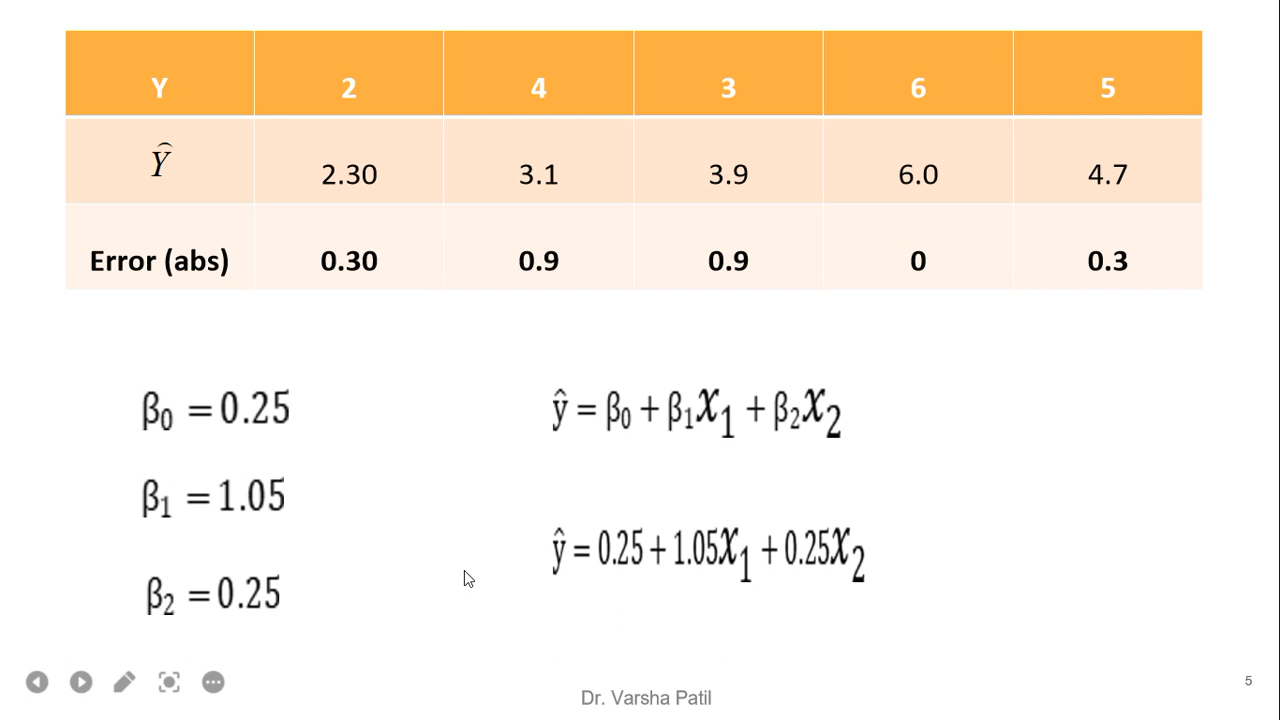 Y 2 4 3 6 5
Ŷ 2.30 3.1 3.9 6.0 4.7
Error (abs) 0.30 0.9 0.9 0 0.3
β₀ = 0.25
ŷ = β₀ + β₁x₁ + β₂x₂
β₁ = 1.05
ŷ = 0.25 + 1.05x₁ + 0.25x₂
β₂ = 0.25
Dr. Varsha Patil
5